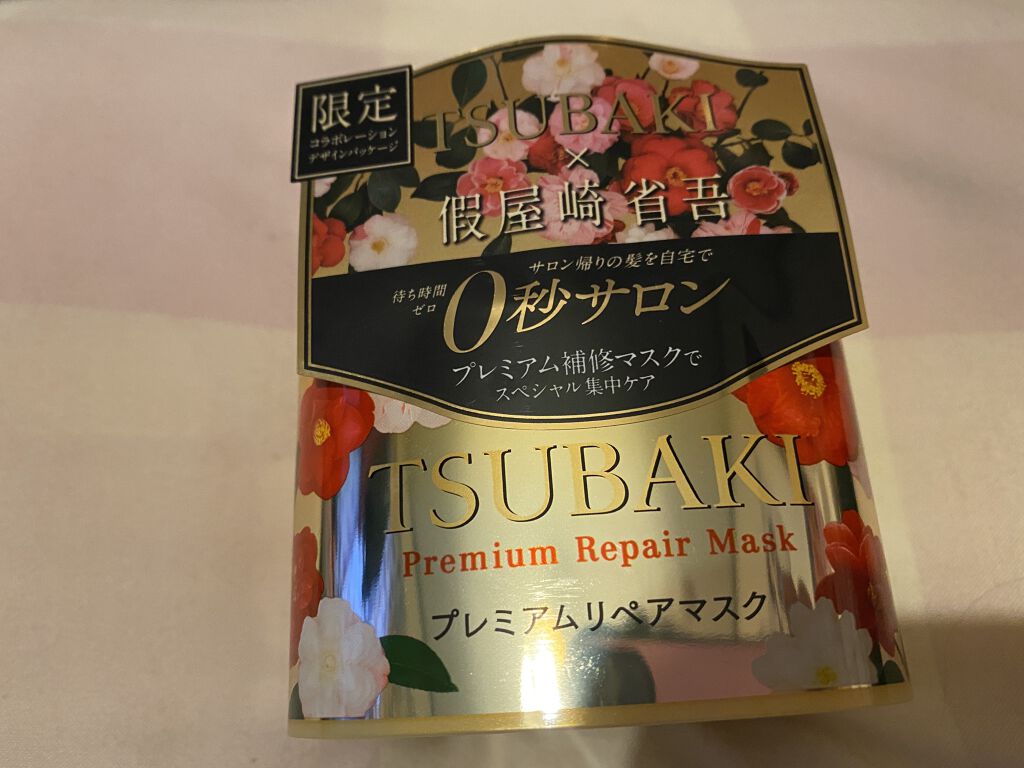 限定
コラボレーション
デザインパッケージ
TSUBAKI
×
假屋崎省吾
サロン帰りの髪を自宅で
待ち時間
ゼロ
0秒サロン
プレミアム補修マスクで
スペシャル集中ケア
TSUBAKI
Premium Repair Mask
プレミアムリペアマスク